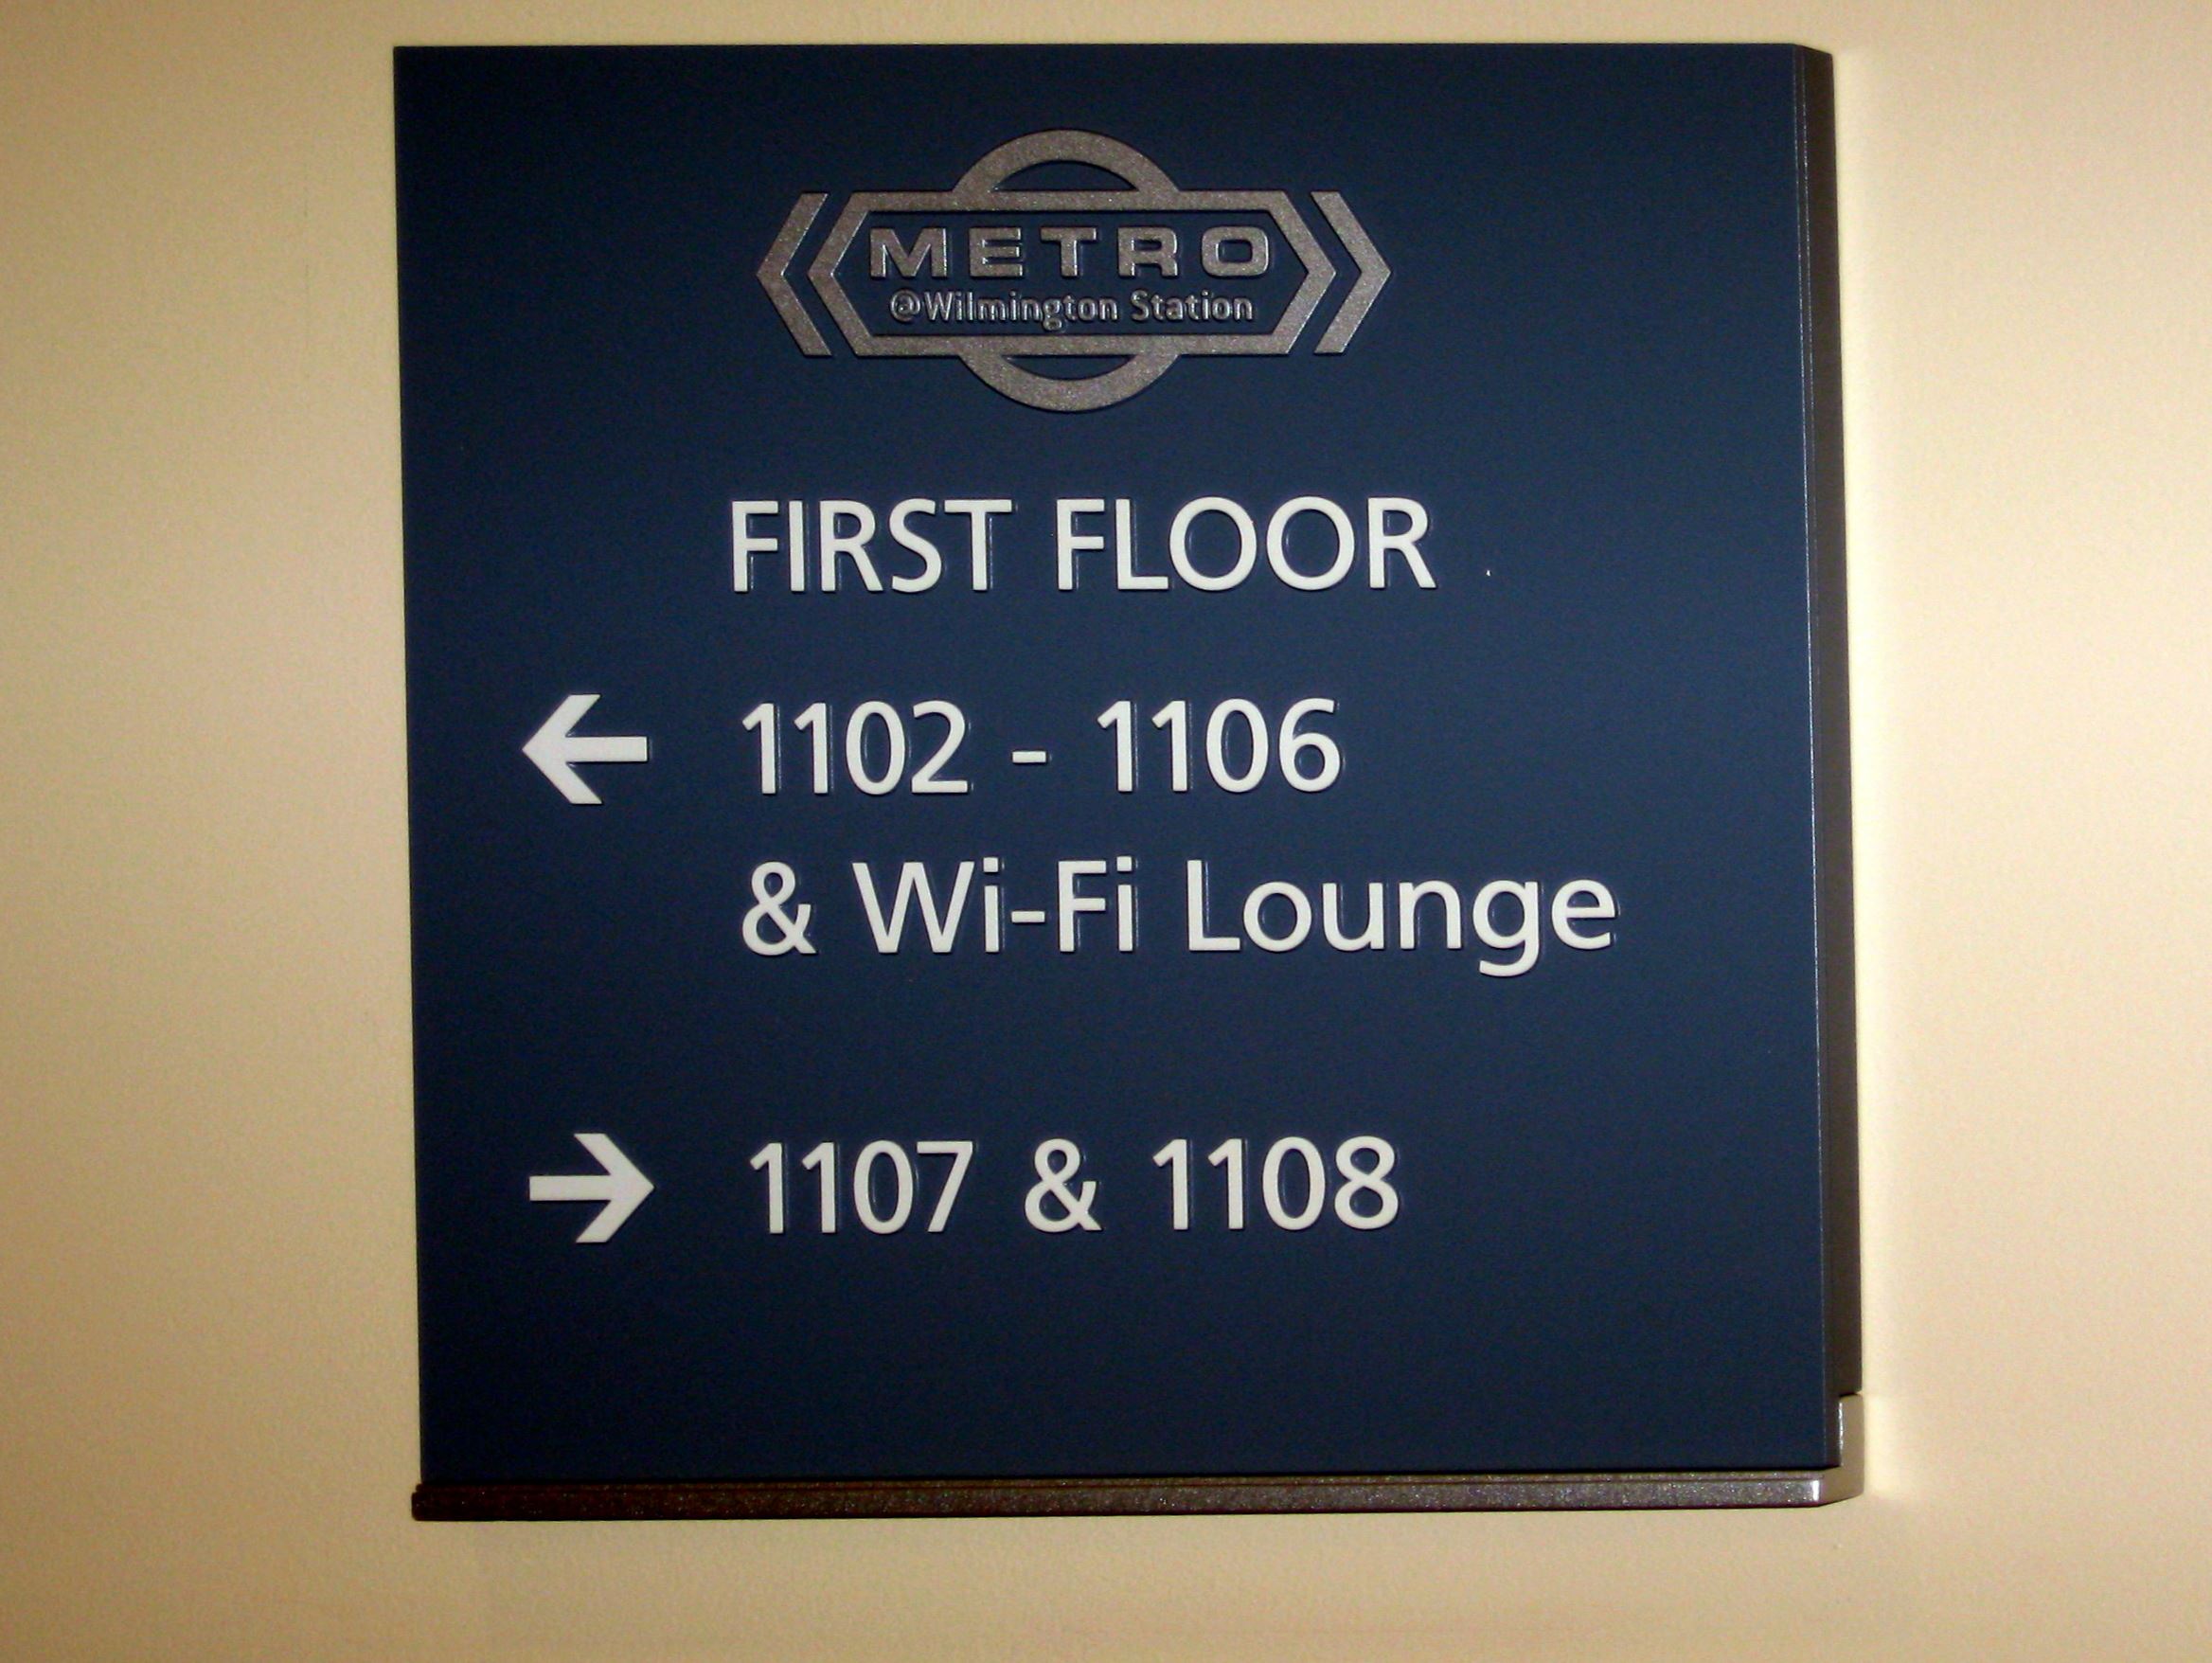 METRO
@Wilmington Station
FIRST FLOOR
← 1102 - 1106
& Wi-Fi Lounge
→ 1107 & 1108